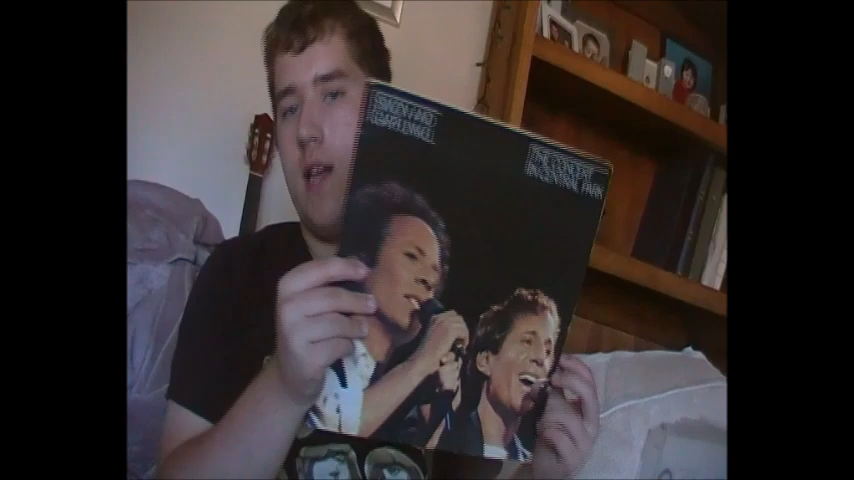 SIMON AND
GARFUNKEL
THE CONCERT
IN CENTRAL PARK